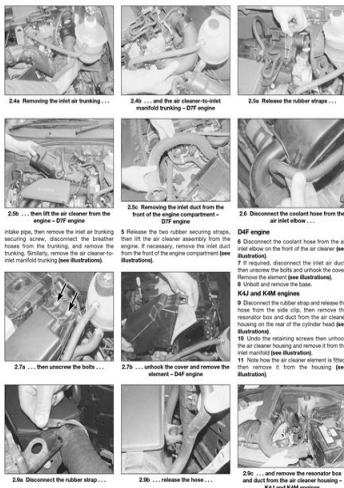 2.4a Removing the inlet air trunking . . .
2.4b . . . and the air cleaner-to-inlet
manifold trunking – D7F engine
2.5a Release the rubber straps . . .
2.5b . . . then lift the air cleaner from the
engine – D7F engine
2.5c Removing the inlet duct from the
front of the engine compartment –
D7F engine
2.6 Disconnect the coolant hose from the
air inlet elbow . . .
intake pipe, then remove the inlet air trunking
securing screw, disconnect the breather
hoses from the trunking, and remove the
trunking. Similarly, remove the air cleaner-to-
inlet manifold trunking (see illustrations).
5 Release the two rubber securing straps,
then lift the air cleaner assembly from the
engine. If necessary, remove the inlet duct
from the front of the engine compartment (see
illustrations).
D4F engine
6 Disconnect the coolant hose from the a
inlet elbow on the front of the air cleaner (se
illustration).
7 If required, disconnect the inlet air duc
then unscrew the bolts and unhook the cove
Remove the element (see illustrations).
8 Unbolt and remove the base.
K4J and K4M engines
9 Disconnect the rubber strap and release th
hose from the side clip, then remove th
resonator box and duct from the air cleane
housing on the rear of the cylinder head (se
illustrations).
10 Undo the retaining screws then unhoo
the air cleaner housing and remove it from th
inlet manifold (see illustration).
11 Note how the air cleaner element is fitted
then remove it from the housing (se
illustration).
2.7a . . . then unscrew the bolts . . .
2.7b . . . unhook the cover and remove the
element – D4F engine
2.9a Disconnect the rubber strap . . .
2.9b . . . release the hose . . .
2.9c . . . and remove the resonator box
and duct from the air cleaner housing –
K4J and K4M engines